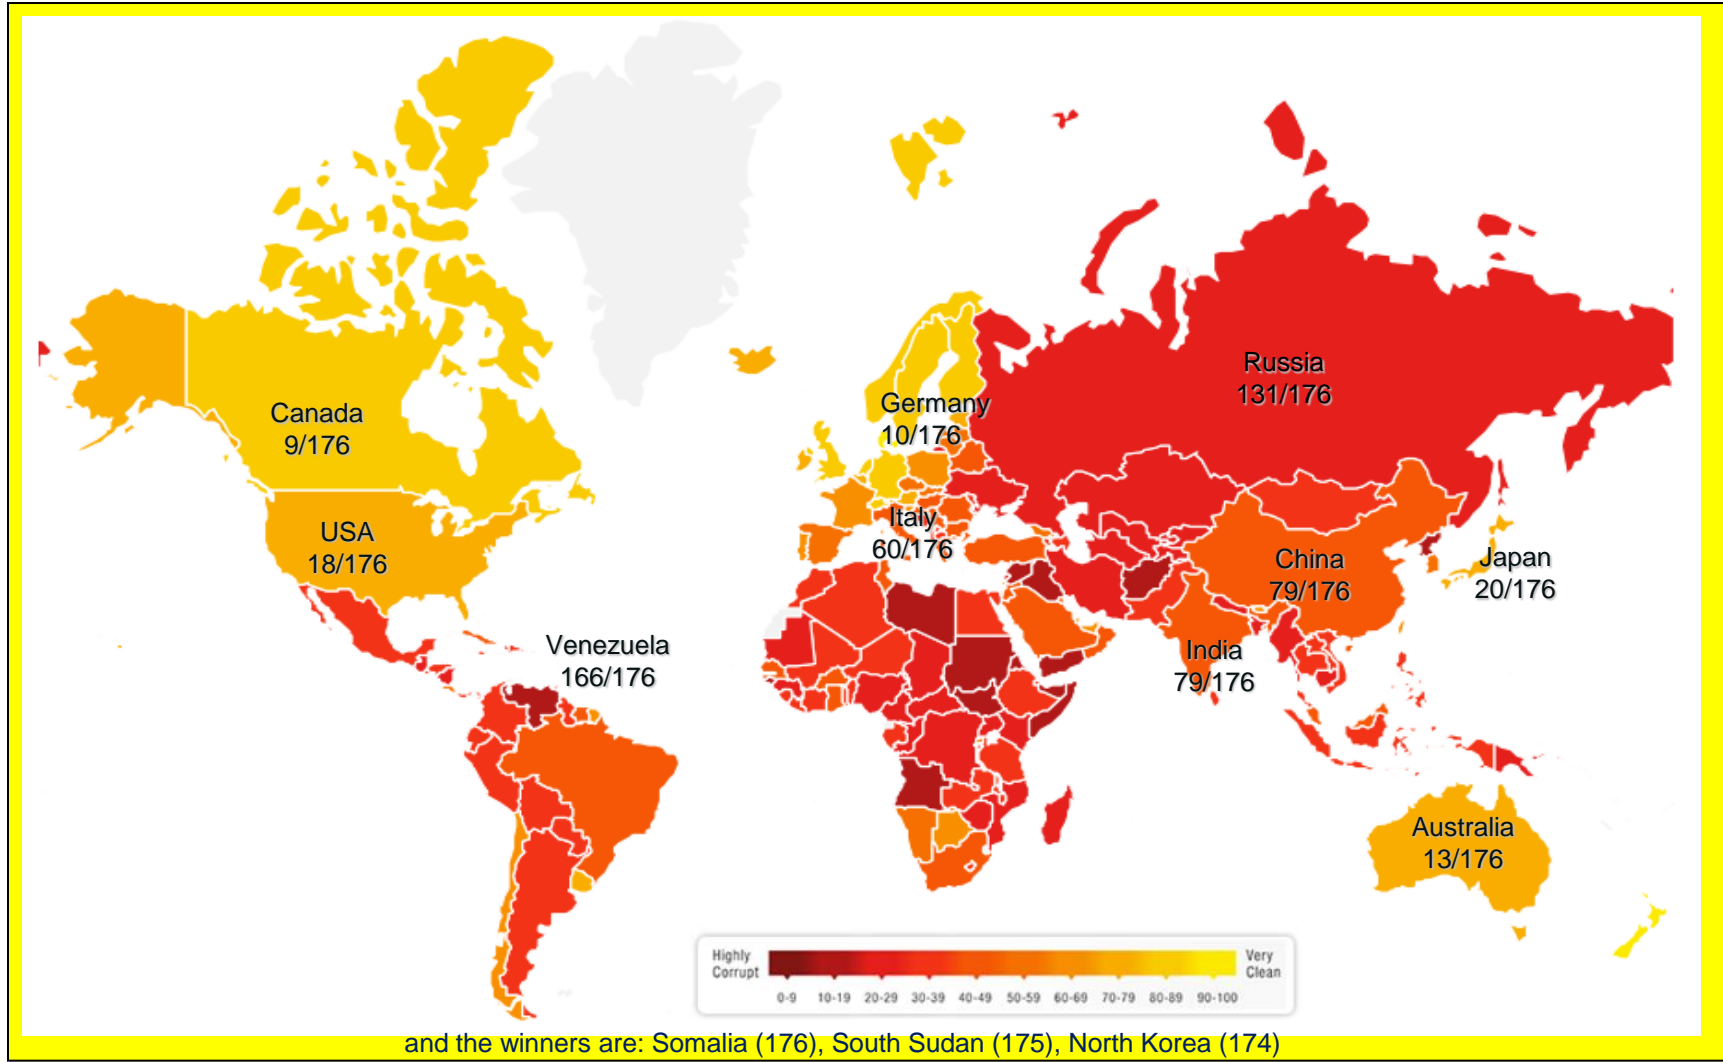 Canada
9/176
USA
18/176
Venezuela
166/176
Germany
10/176
Italy
60/176
Russia
131/176
China
79/176
India
79/176
Japan
20/176
Australia
13/176
Highly
Corrupt
0-9 10-19 20-29 30-39 40-49 50-59 60-69 70-79 80-89 90-100
Very
Clean
and the winners are: Somalia (176), South Sudan (175), North Korea (174)